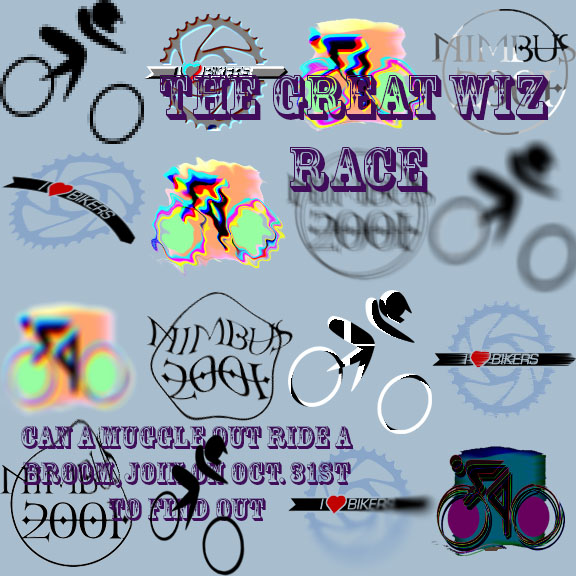 I BIKERS
NIMBUS
THE GREAT WIZ
RACE
I BIKERS
NIMBUS
2001
NIMBUS
2001
I BIKERS
CAN A MUGGLE OUT RIDE A
BROOM, JOIN ON OCT. 31ST
TO FIND OUT
NIMBUS
2001
I BIKERS